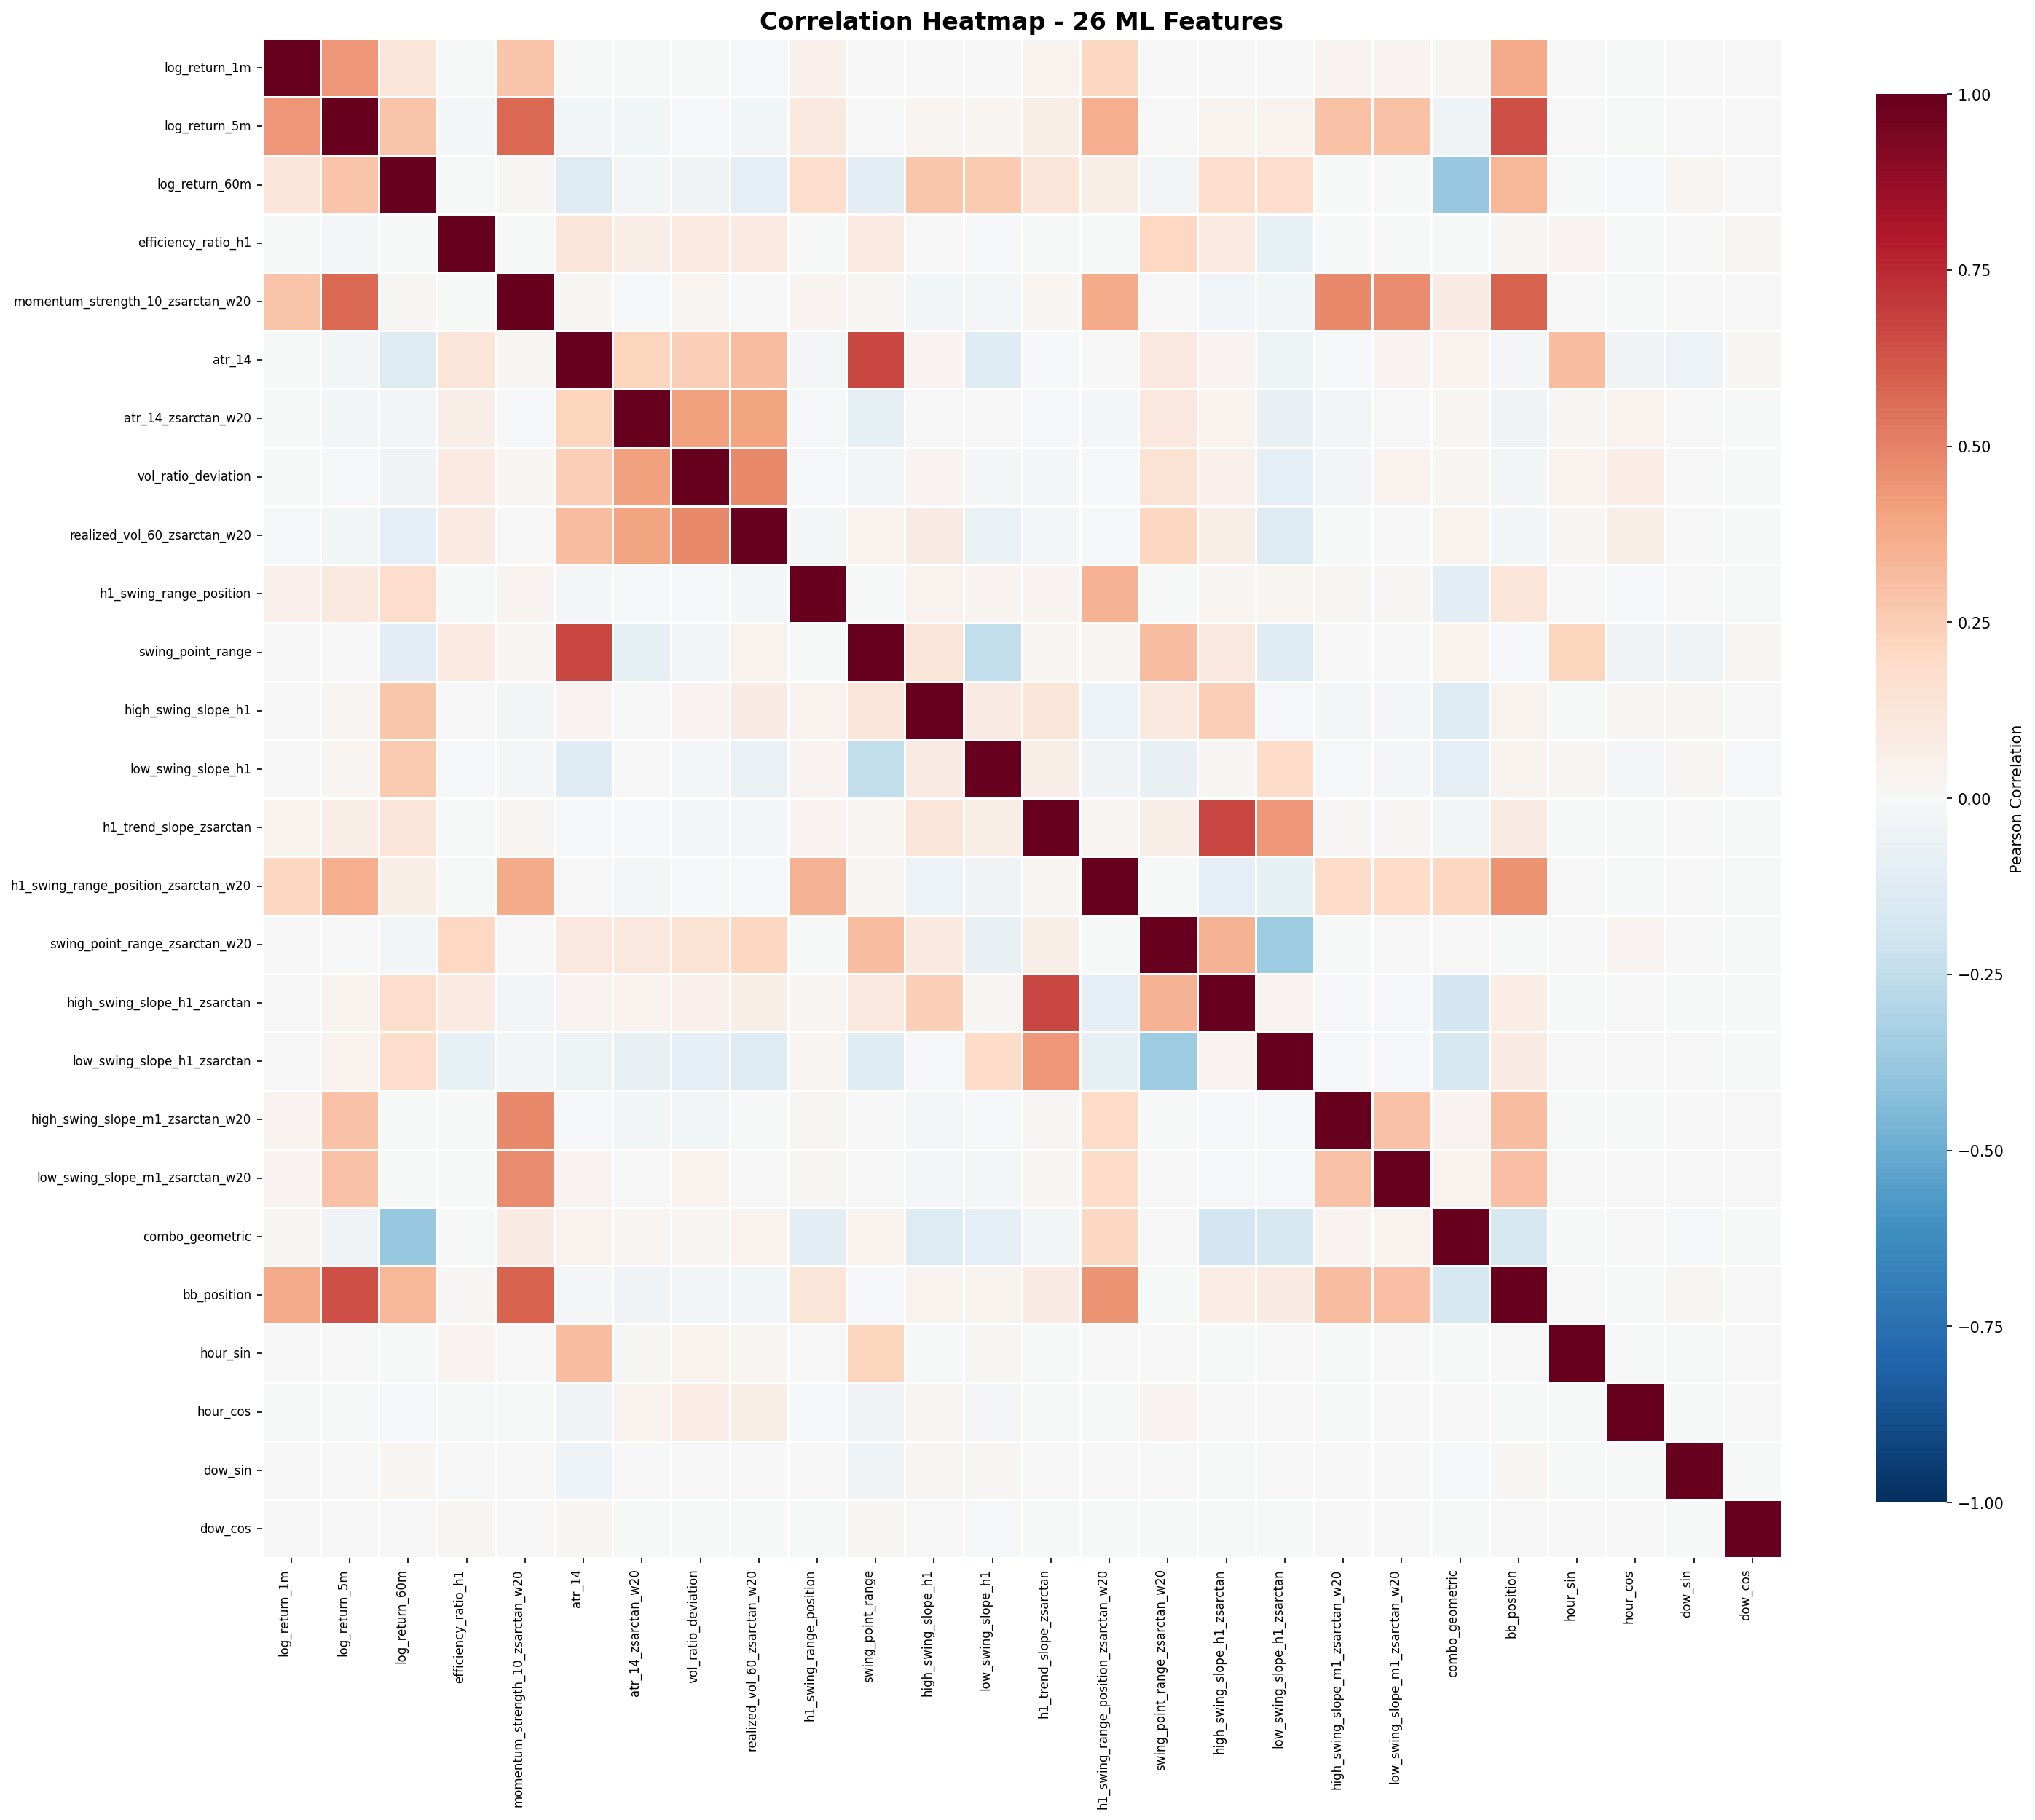 Correlation Heatmap - 26 ML Features
log_return_1m
log_return_5m
log_return_60m
efficiency_ratio_h1
momentum_strength_10_zsarctan_w20
atr_14
atr_14_zsarctan_w20
vol_ratio_deviation
realized_vol_60_zsarctan_w20
h1_swing_range_position
swing_point_range
high_swing_slope_h1
low_swing_slope_h1
h1_trend_slope_zsarctan
h1_swing_range_position_zsarctan_w20
swing_point_range_zsarctan_w20
high_swing_slope_h1_zsarctan
low_swing_slope_h1_zsarctan
high_swing_slope_m1_zsarctan_w20
low_swing_slope_m1_zsarctan_w20
combo_geometric
bb_position
hour_sin
hour_cos
dow_sin
dow_cos
log_return_1m
log_return_5m
log_return_60m
efficiency_ratio_h1
momentum_strength_10_zsarctan_w20
atr_14
atr_14_zsarctan_w20
vol_ratio_deviation
realized_vol_60_zsarctan_w20
h1_swing_range_position
swing_point_range
high_swing_slope_h1
low_swing_slope_h1
h1_trend_slope_zsarctan
h1_swing_range_position_zsarctan_w20
swing_point_range_zsarctan_w20
high_swing_slope_h1_zsarctan
low_swing_slope_h1_zsarctan
high_swing_slope_m1_zsarctan_w20
low_swing_slope_m1_zsarctan_w20
combo_geometric
bb_position
hour_sin
hour_cos
dow_sin
dow_cos
1.00
0.75
0.50
0.25
0.00
−0.25
−0.50
−0.75
−1.00
Pearson Correlation